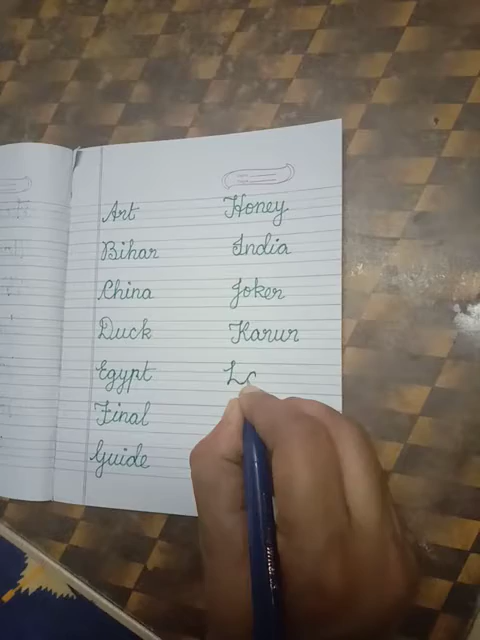 Art
Bihar
China
Duck
Egypt
Final
Guide
Honey
India
Joker
Karun